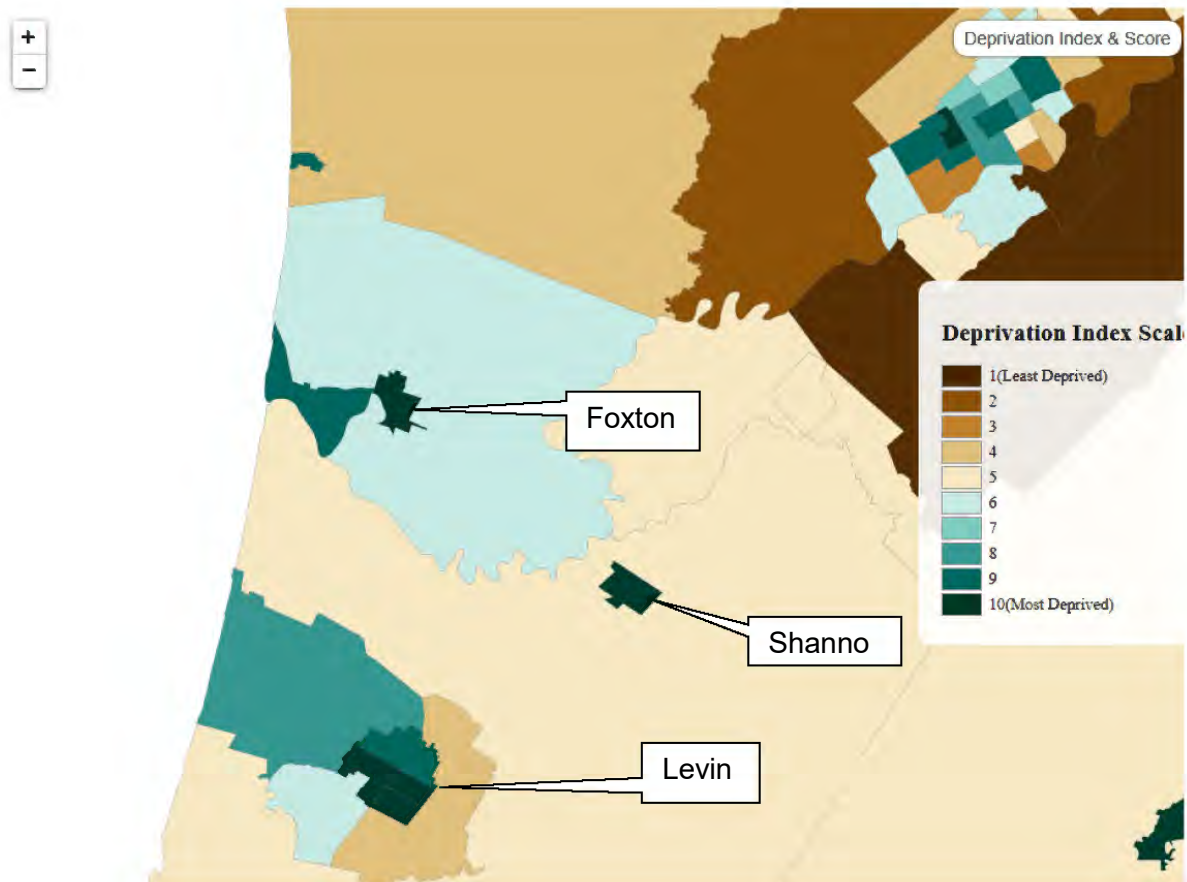 +
−
Deprivation Index & Score
Foxton
Deprivation Index Scal
1(Least Deprived)
2
3
4
5
6
7
8
9
10(Most Deprived)
Shanno
Levin